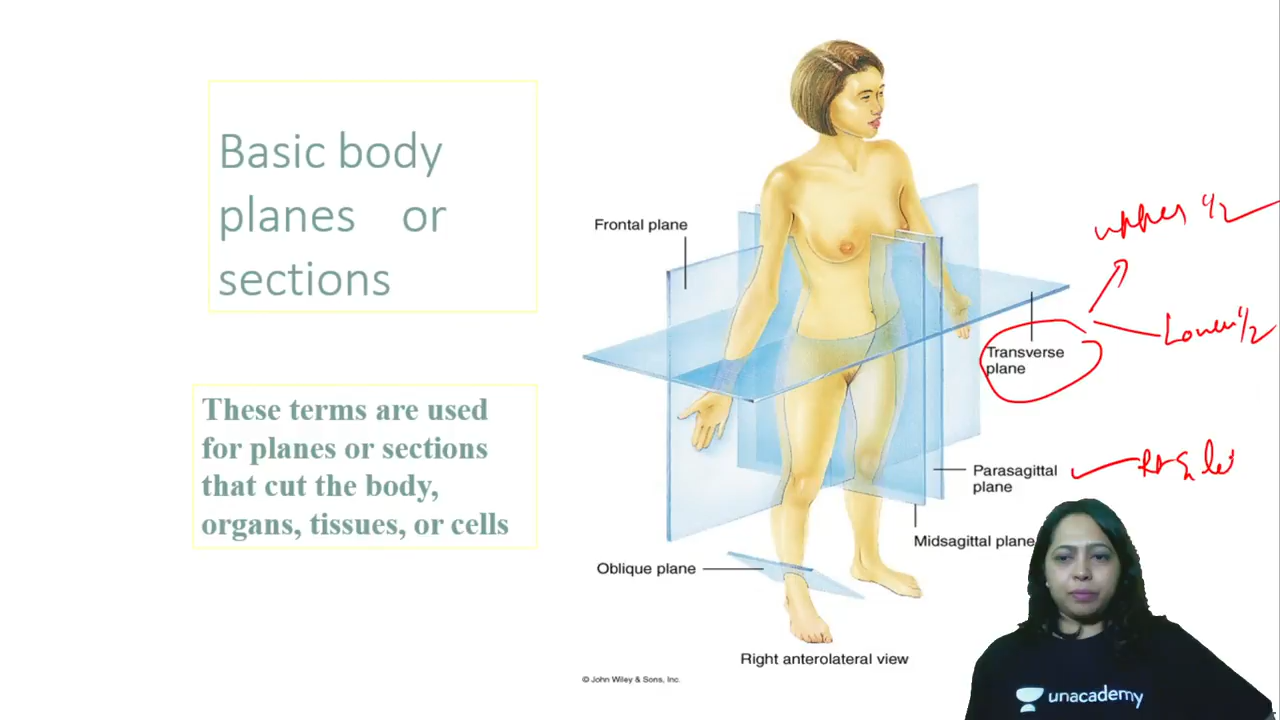 Basic body
planes or
sections
These terms are used
for planes or sections
that cut the body,
organs, tissues, or cells
Frontal plane
upper 1/2
Lower 1/2
Transverse
plane
Parasagittal
plane
Midsagittal plane
Oblique plane
Right anterolateral view
© John Wiley & Sons, Inc.
unacademy